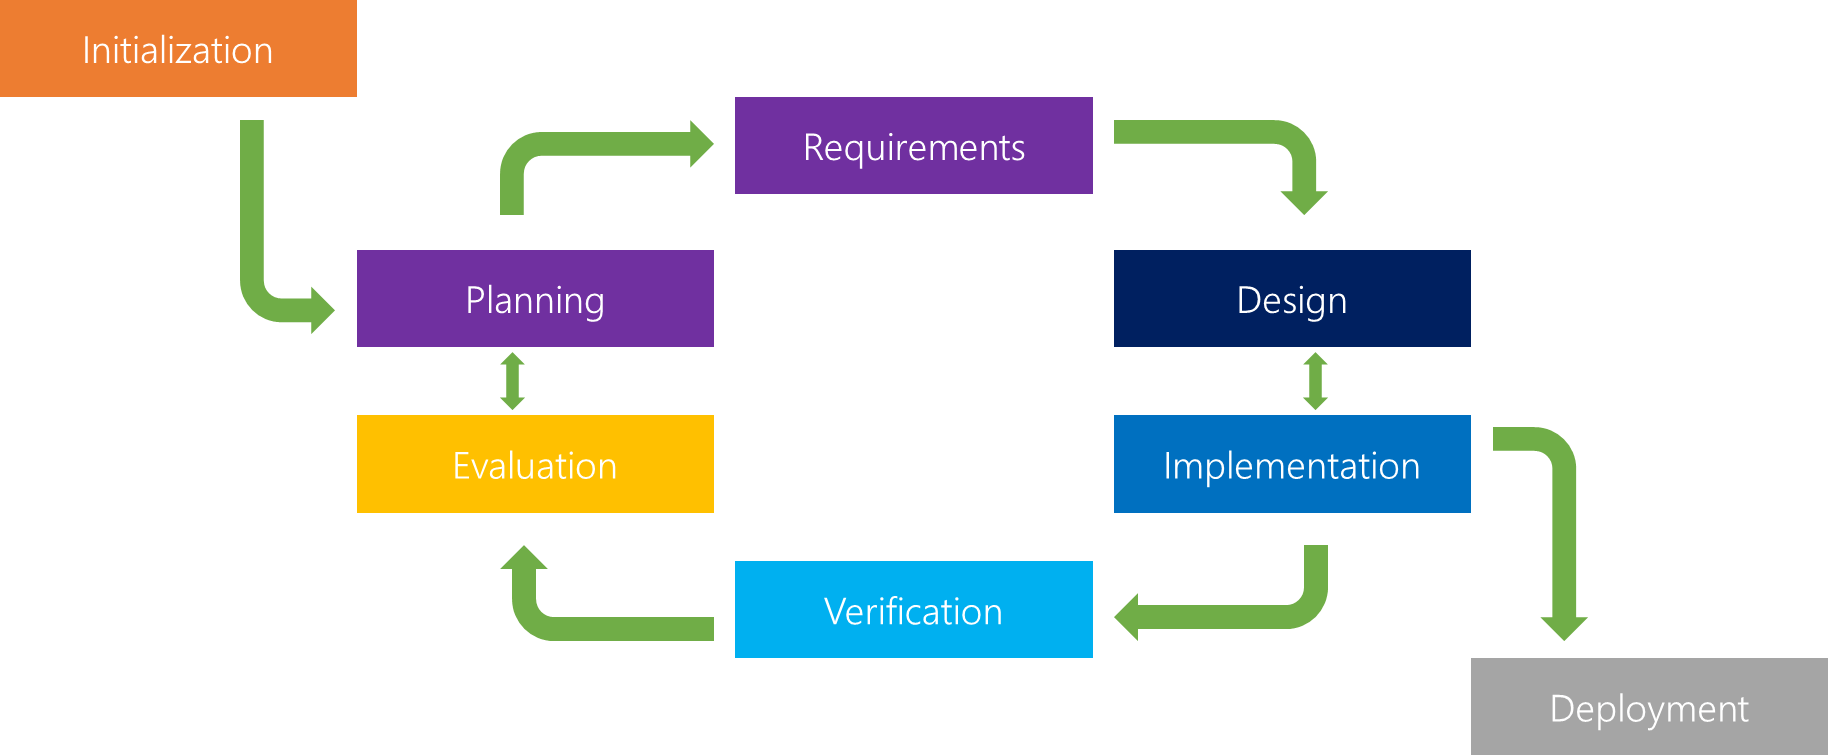 Initialization
Requirements
Planning
Design
Evaluation
Implementation
Verification
Deployment